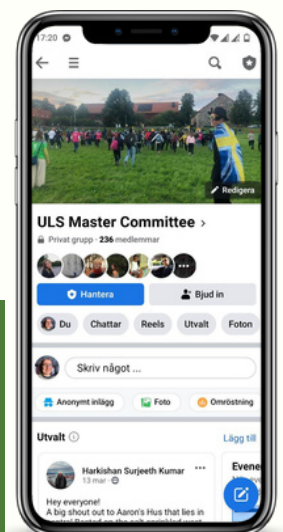 17:20
Redigera
ULS Master Committee >
Privat grupp · 236 medlemmar
Hantera
Bjud in
Du
Chattar
Reels
Utvalt
Foton
Skriv något ...
Anonymt inlägg
Foto
Omröstning
Utvalt
Lägg till
Harkishan Surjeeth Kumar
13 mar ·
Hey everyone!
A big shout out to Aaron's Hus that lies in
Evene